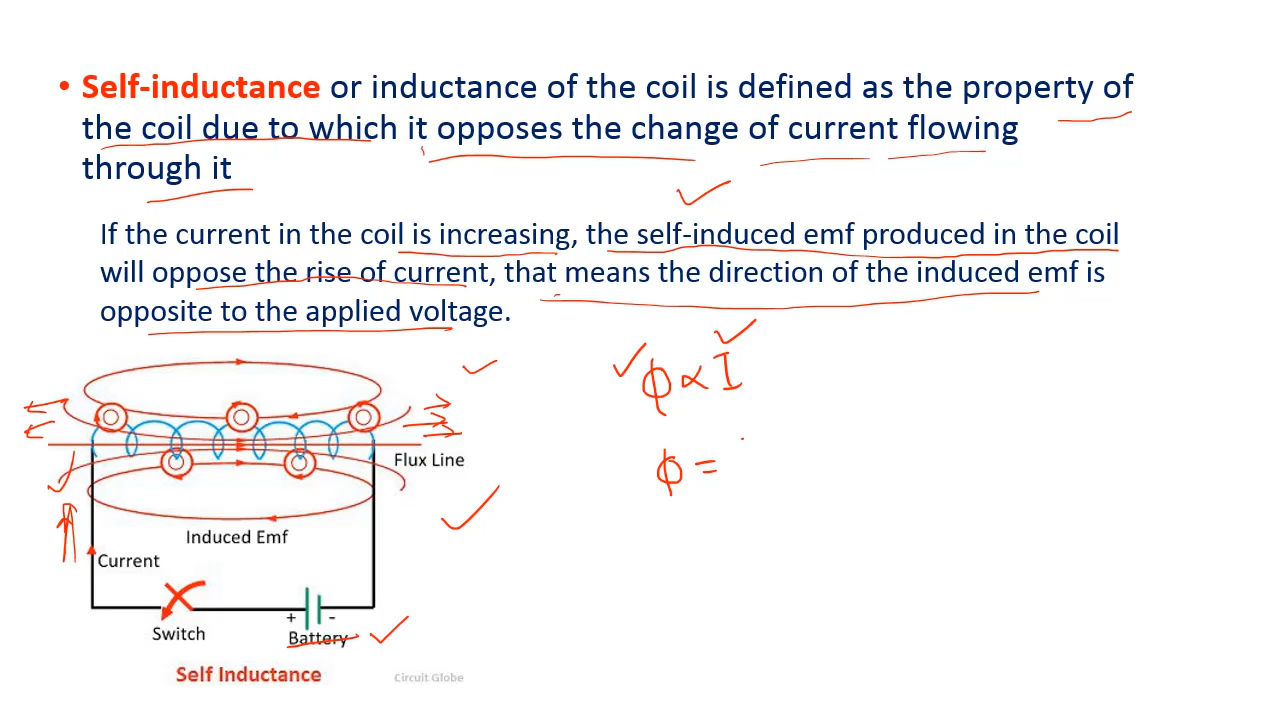 • Self-inductance or inductance of the coil is defined as the property of
the coil due to which it opposes the change of current flowing
through it
If the current in the coil is increasing, the self-induced emf produced in the coil
will oppose the rise of current, that means the direction of the induced emf is
opposite to the applied voltage.
ϕ ∝ I
ϕ =
Flux Line
Induced Emf
Current
+ -
Switch
Battery
Self Inductance
Circuit Globe